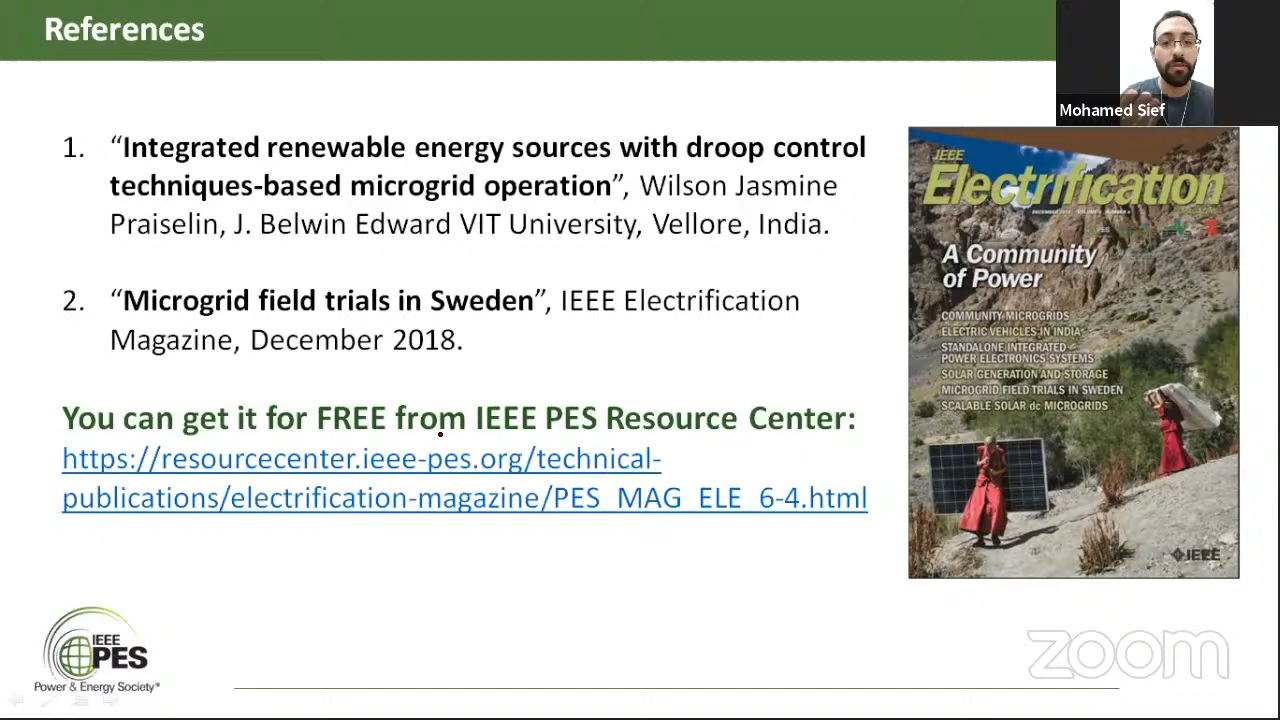 References
Mohamed Sief
1. “Integrated renewable energy sources with droop control
techniques-based microgrid operation”, Wilson Jasmine
Praiselin, J. Belwin Edward VIT University, Vellore, India.
2. “Microgrid field trials in Sweden”, IEEE Electrification
Magazine, December 2018.
You can get it for FREE from IEEE PES Resource Center:
https://resourcecenter.ieee-pes.org/technical-
publications/electrification-magazine/PES_MAG_ELE_6-4.html
IEEE
Electrification
A Community
of Power
COMMUNITY MICROGRIDS
ELECTRIC VEHICLES IN INDIA
STANDALONE INTEGRATED
POWER ELECTRONICS SYSTEMS
SOLAR GENERATION AND STORAGE
MICROGRID FIELD TRIALS IN SWEDEN
SCALABLE SOLAR dc MICROGRIDS
IEEE
IEEE
PES
Power & Energy Society®
zoom